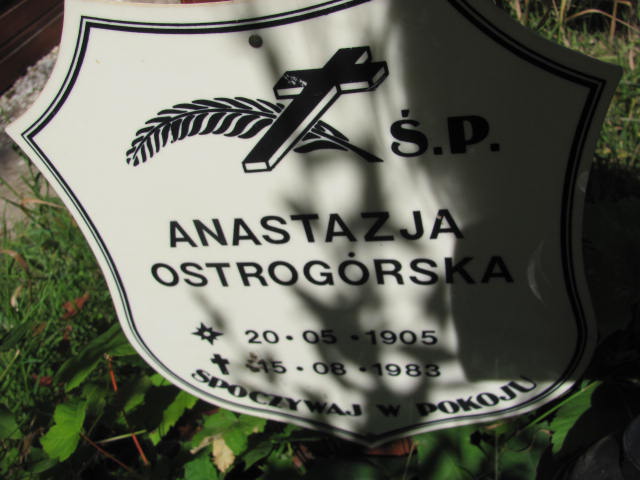 Ś.P.
ANASTAZJA
OSTROGÓRSKA
20·05·1905
15·08·1983
SPOCZYWAJ W POKOJU